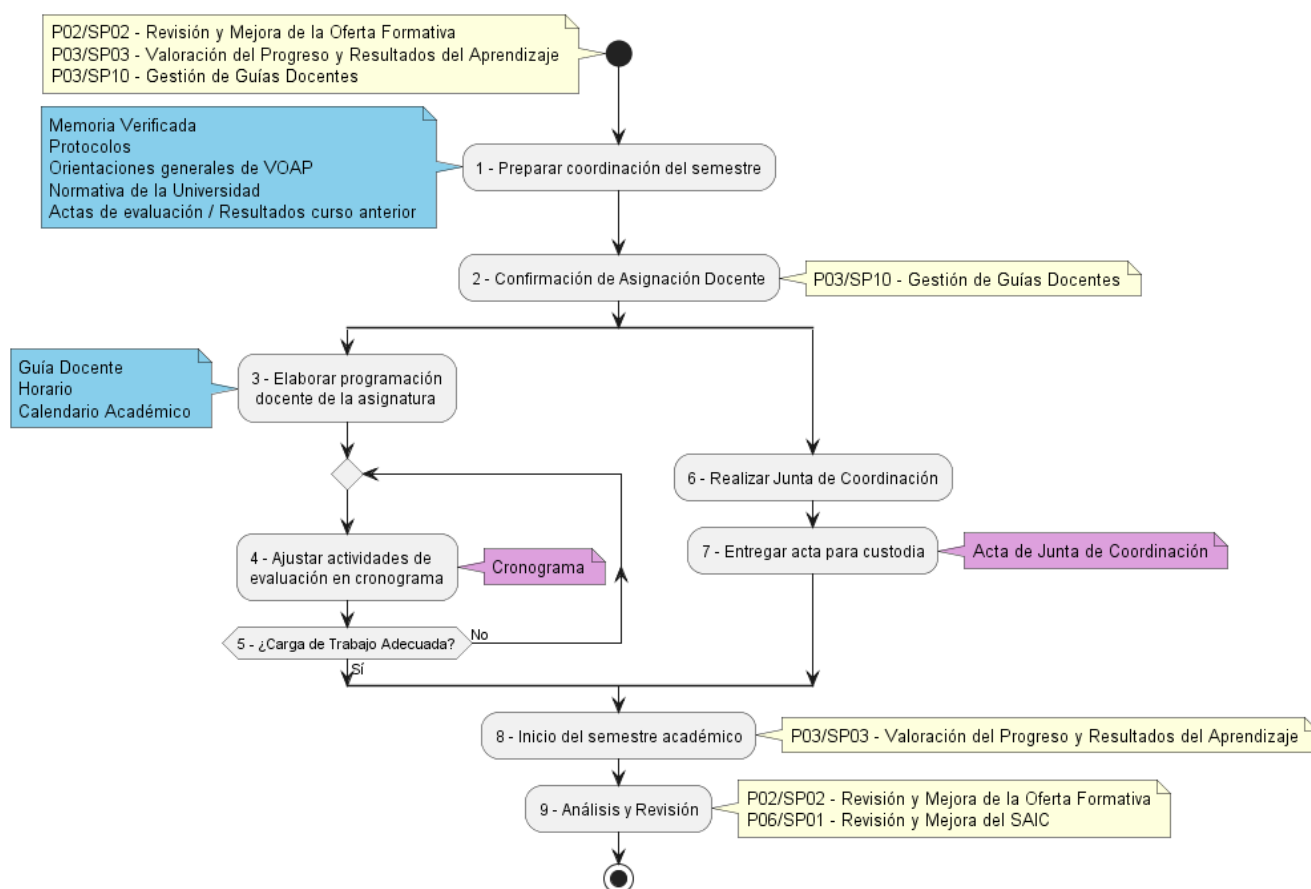 P02/SP02 - Revisión y Mejora de la Oferta Formativa
P03/SP03 - Valoración del Progreso y Resultados del Aprendizaje
P03/SP10 - Gestión de Guías Docentes
Memoria Verificada
Protocolos
Orientaciones generales de VOAP
Normativa de la Universidad
Actas de evaluación / Resultados curso anterior
1 - Preparar coordinación del semestre
2 - Confirmación de Asignación Docente
P03/SP10 - Gestión de Guías Docentes
Guía Docente
Horario
Calendario Académico
3 - Elaborar programación
docente de la asignatura
4 - Ajustar actividades de
evaluación en cronograma
Cronograma
5 - ¿Carga de Trabajo Adecuada?
No
Sí
6 - Realizar Junta de Coordinación
7 - Entregar acta para custodia
Acta de Junta de Coordinación
8 - Inicio del semestre académico
P03/SP03 - Valoración del Progreso y Resultados del Aprendizaje
9 - Análisis y Revisión
P02/SP02 - Revisión y Mejora de la Oferta Formativa
P06/SP01 - Revisión y Mejora del SAIC